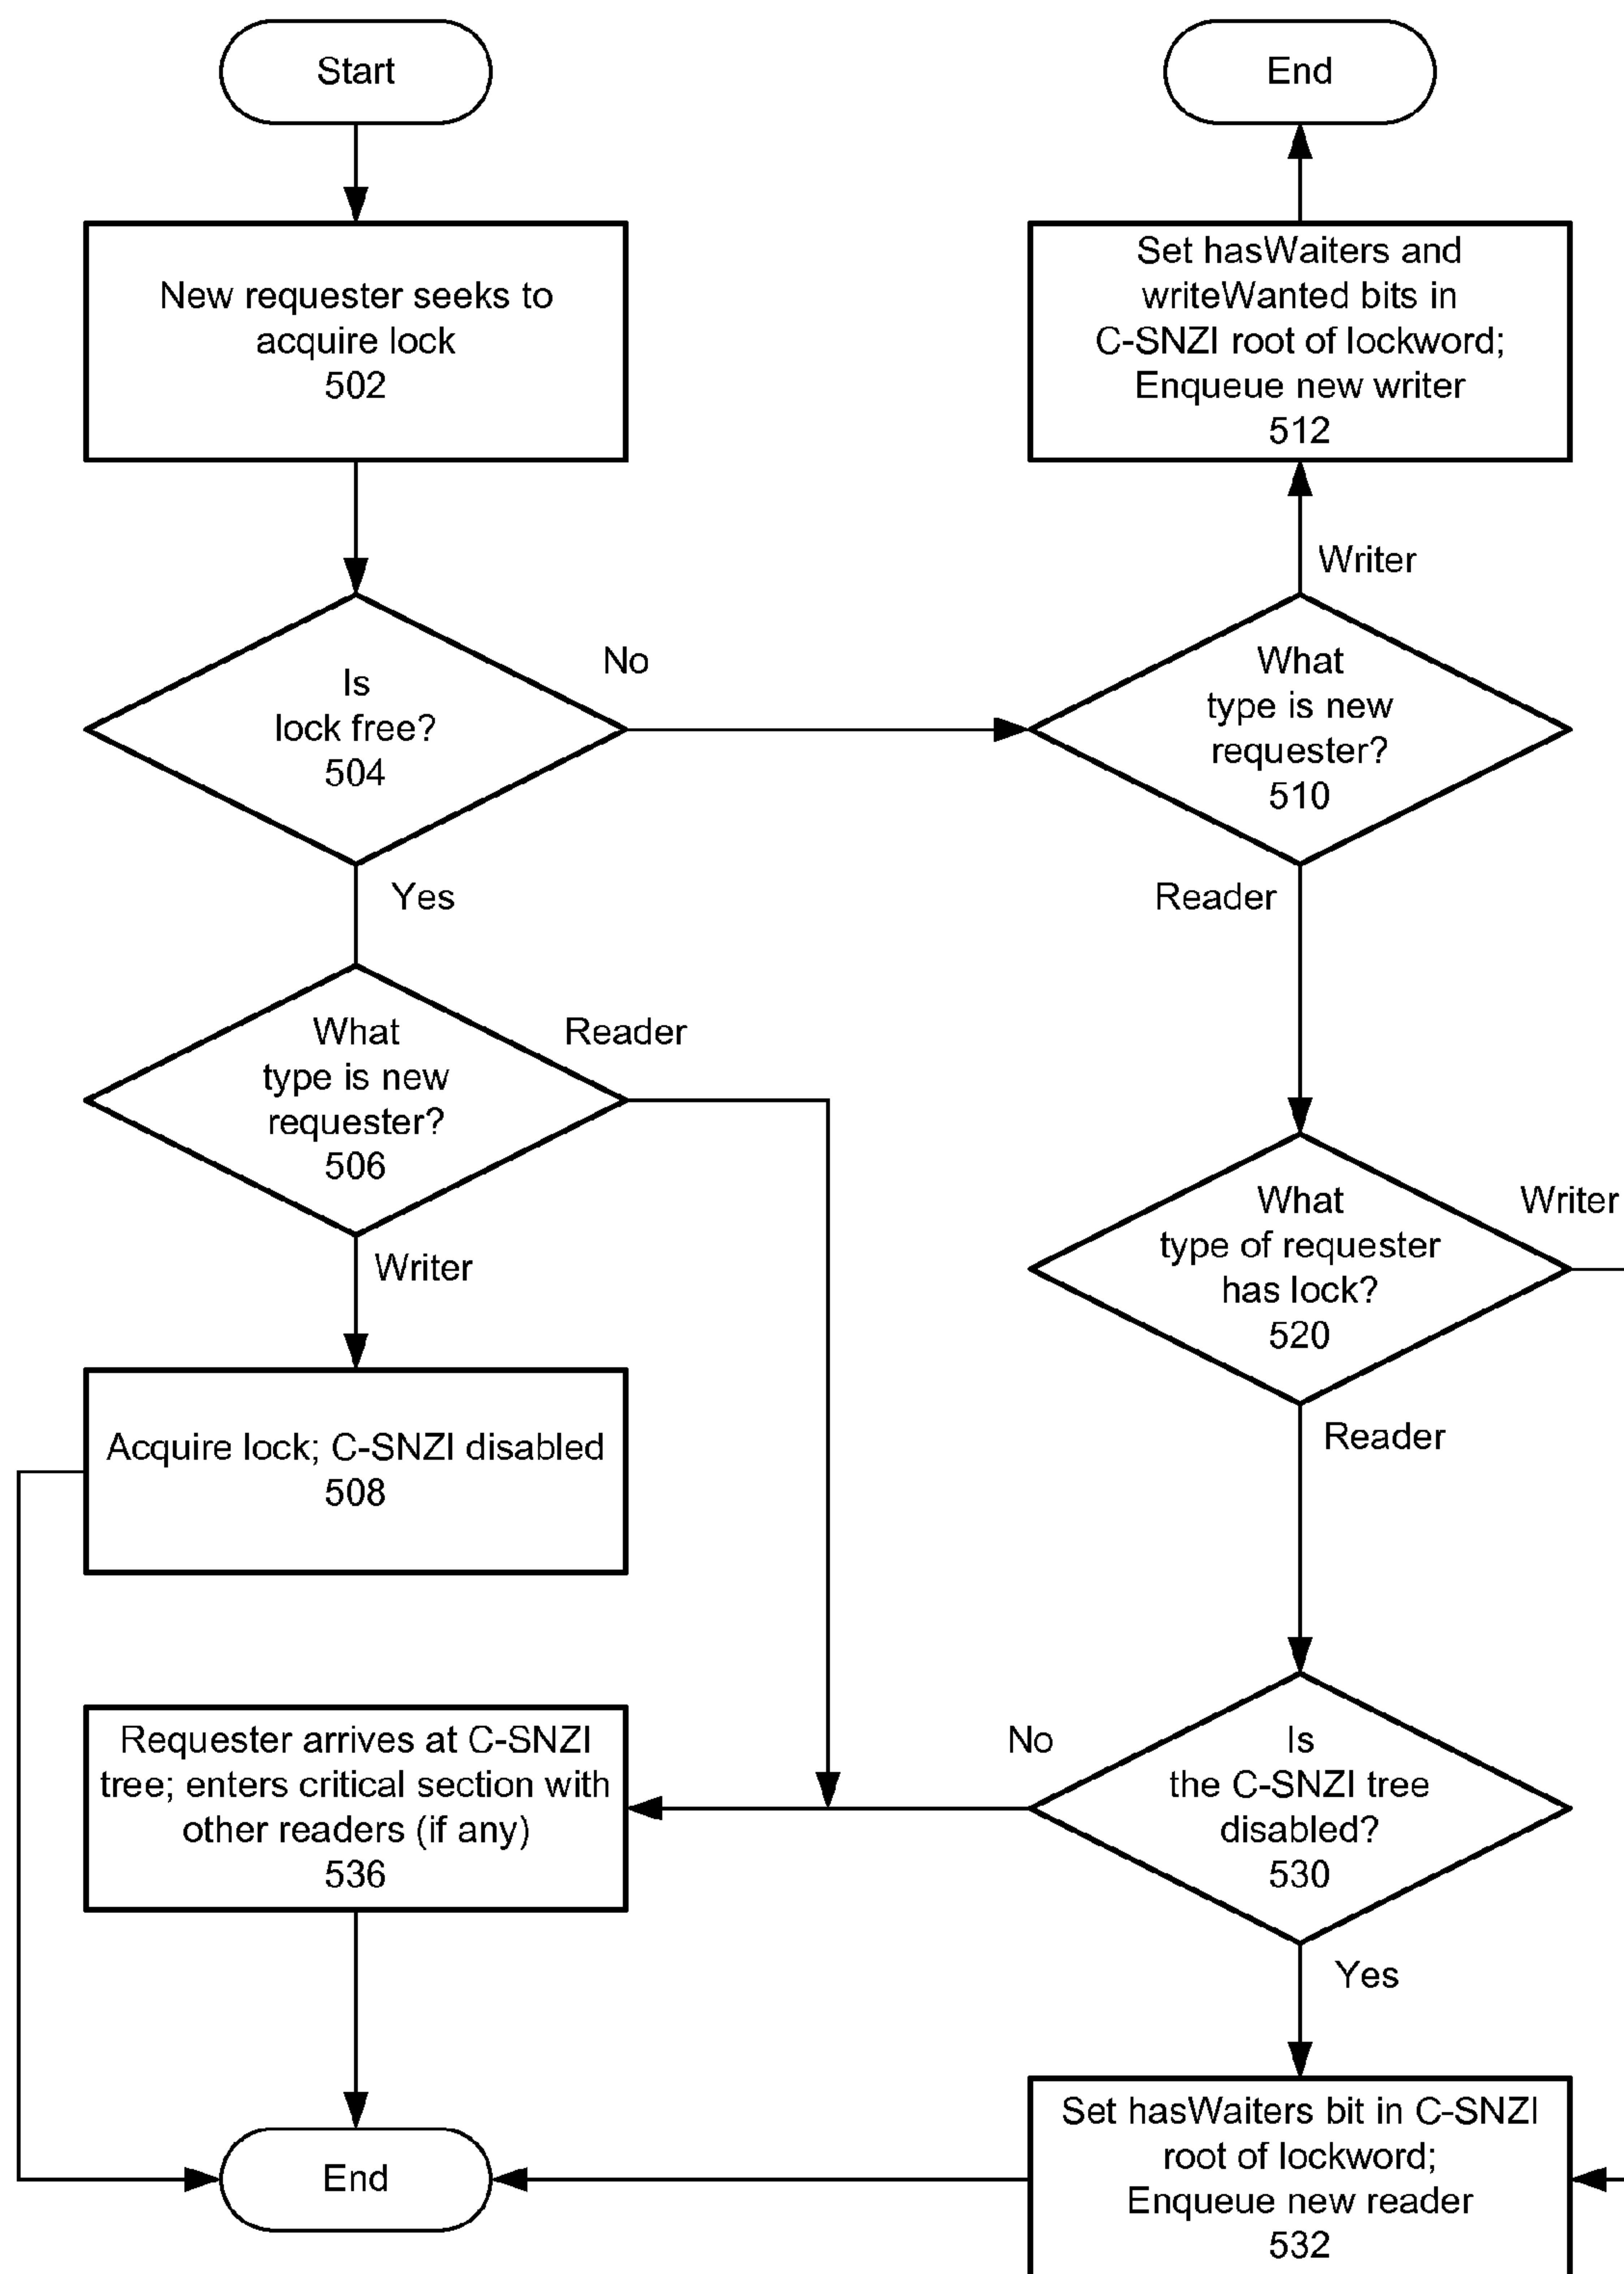 Start
New requester seeks to
acquire lock
502
Is
lock free?
504
No
Yes
What
type is new
requester?
506
Reader
Writer
Acquire lock; C-SNZI disabled
508
Requester arrives at C-SNZI
tree; enters critical section with
other readers (if any)
536
End
End
Set hasWaiters and
writeWanted bits in
C-SNZI root of lockword;
Enqueue new writer
512
Writer
What
type is new
requester?
510
Reader
What
type of requester
has lock?
520
Writer
Reader
Is
the C-SNZI tree
disabled?
530
No
Yes
Set hasWaiters bit in C-SNZI
root of lockword;
Enqueue new reader
532